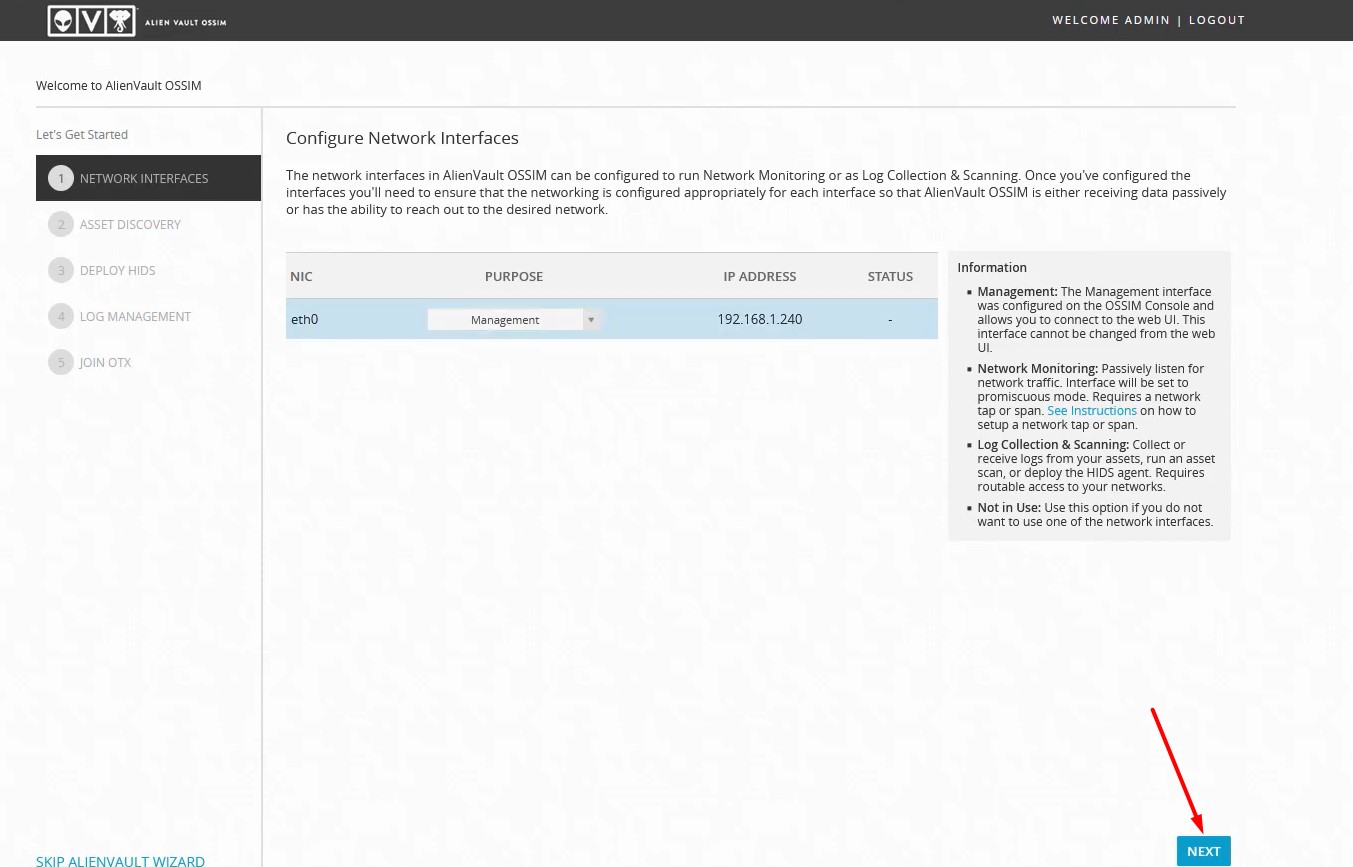 V
ALIEN VAULT OSSIM
WELCOME ADMIN | LOGOUT
Welcome to AlienVault OSSIM
Let's Get Started
1 NETWORK INTERFACES
2 ASSET DISCOVERY
3 DEPLOY HIDS
4 LOG MANAGEMENT
5 JOIN OTX
SKIP ALIENVAULT WIZARD
Configure Network Interfaces
The network interfaces in AlienVault OSSIM can be configured to run Network Monitoring or as Log Collection & Scanning. Once you've configured the
interfaces you'll need to ensure that the networking is configured appropriately for each interface so that AlienVault OSSIM is either receiving data passively
or has the ability to reach out to the desired network.
NIC PURPOSE IP ADDRESS STATUS
eth0 Management 192.168.1.240 -
Information
▪ Management: The Management interface
was configured on the OSSIM Console and
allows you to connect to the web UI. This
interface cannot be changed from the web
UI.
▪ Network Monitoring: Passively listen for
network traffic. Interface will be set to
promiscuous mode. Requires a network
tap or span. See Instructions on how to
setup a network tap or span.
▪ Log Collection & Scanning: Collect or
receive logs from your assets, run an asset
scan, or deploy the HIDS agent. Requires
routable access to your networks.
▪ Not in Use: Use this option if you do not
want to use one of the network interfaces.
NEXT